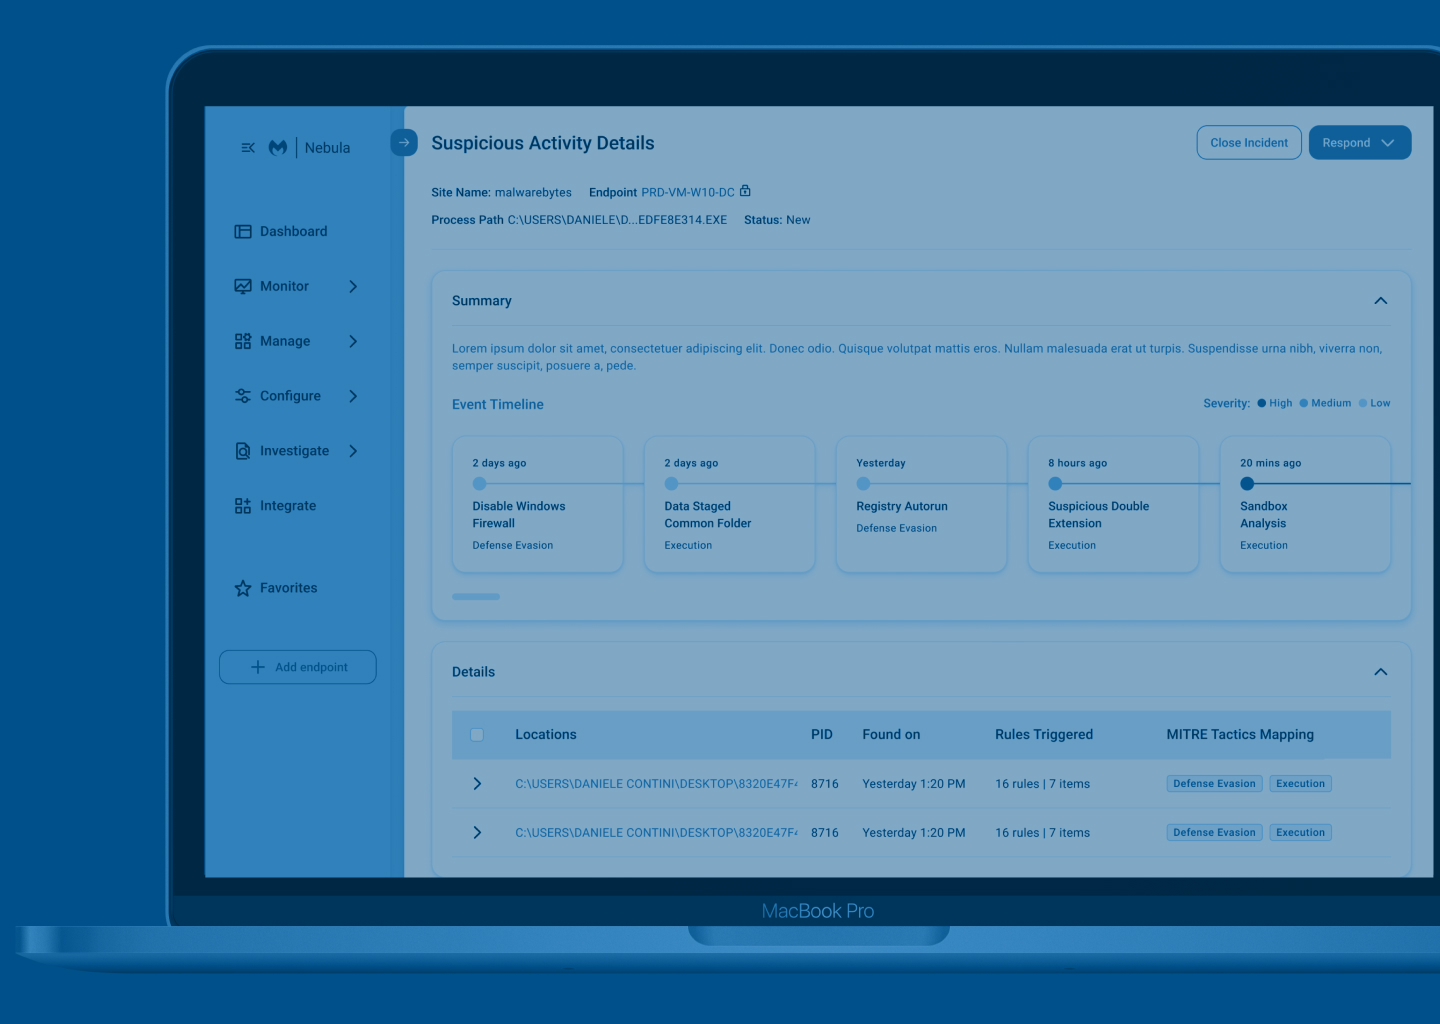 Nebula
Suspicious Activity Details
Close Incident
Respond
Site Name: malwarebytes Endpoint PRD-VM-W10-DC
Process Path C:\USERS\DANIELE\D...EDFE8E314.EXE Status: New
Dashboard
Monitor
Manage
Configure
Investigate
Integrate
Favorites
Add endpoint
Summary
Lorem ipsum dolor sit amet, consectetuer adipiscing elit. Donec odio. Quisque volutpat mattis eros. Nullam malesuada erat ut turpis. Suspendisse urna nibh, viverra non,
semper suscipit, posuere a, pede.
Event Timeline
Severity: High Medium Low
2 days ago
Disable Windows
Firewall
Defense Evasion
2 days ago
Data Staged
Common Folder
Execution
Yesterday
Registry Autorun
Defense Evasion
8 hours ago
Suspicious Double
Extension
Execution
20 mins ago
Sandbox
Analysis
Execution
Details
Locations PID Found on Rules Triggered MITRE Tactics Mapping
C:\USERS\DANIELE CONTINI\DESKTOP\8320E47F4 8716 Yesterday 1:20 PM 16 rules | 7 items Defense Evasion Execution
C:\USERS\DANIELE CONTINI\DESKTOP\8320E47F4 8716 Yesterday 1:20 PM 16 rules | 7 items Defense Evasion Execution
MacBook Pro